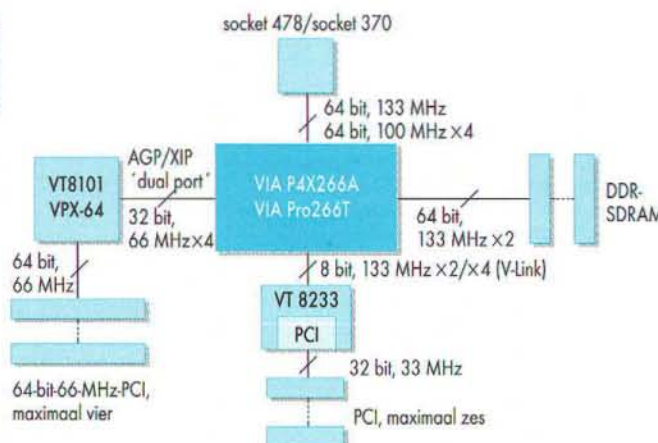 socket 478/socket 370
64 bit, 133 MHz
64 bit, 100 MHz ×4
AGP/XIP
'dual port'
VT8101
VPX-64
VIA P4X266A
VIA Pro266T
32 bit,
66 MHz×4
64 bit,
133 MHz ×2
DDR-
SDRAM
64 bit,
66 MHz
8 bit, 133 MHz ×2/×4 (V-Link)
VT 8233
PCI
32 bit, 33 MHz
64-bit-66-MHz-PCI,
maximaal vier
PCI, maximaal zes